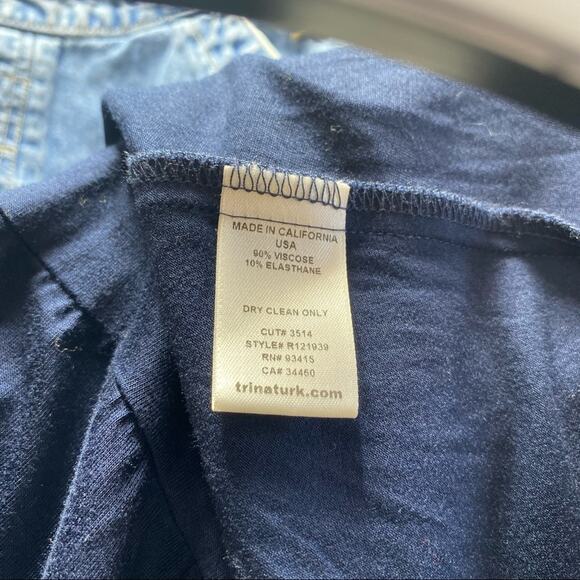 MADE IN CALIFORNIA
USA
90% VISCOSE
10% ELASTHANE
DRY CLEAN ONLY
CUT# 3514
STYLE# R121939
RN# 93415
CA# 34460
trinaturk.com